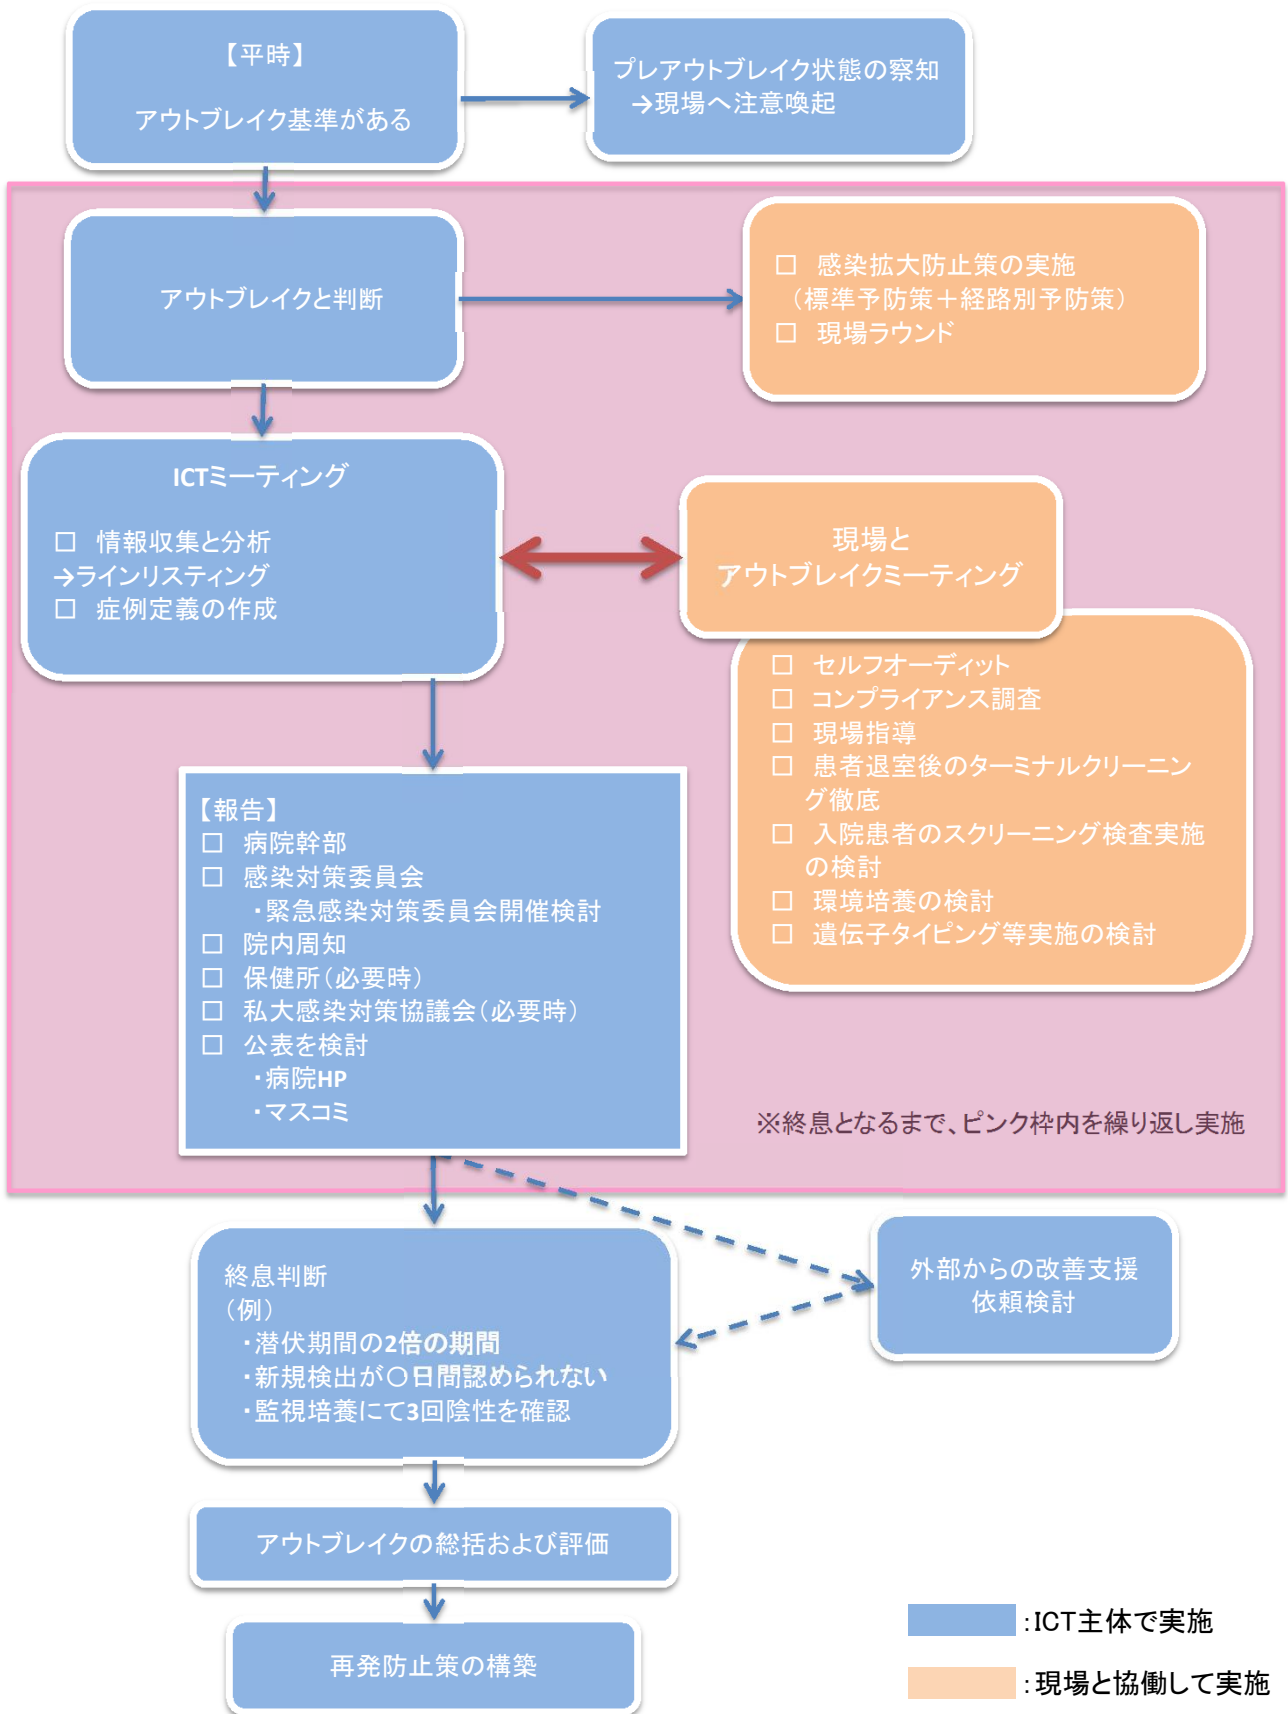 【平時】
アウトブレイク基準がある
プレアウトブレイク状態の察知
→現場へ注意喚起
アウトブレイクと判断
□ 感染拡大防止策の実施
（標準予防策＋経路別予防策）
□ 現場ラウンド
ICTミーティング
□ 情報収集と分析
→ラインリスティング
□ 症例定義の作成
現場と
アウトブレイクミーティング
□ セルフオーディット
□ コンプライアンス調査
□ 現場指導
□ 患者退室後のターミナルクリーニン
グ徹底
□ 入院患者のスクリーニング検査実施
の検討
□ 環境培養の検討
□ 遺伝子タイピング等実施の検討
【報告】
□ 病院幹部
□ 感染対策委員会
・緊急感染対策委員会開催検討
□ 院内周知
□ 保健所（必要時）
□ 私大感染対策協議会（必要時）
□ 公表を検討
・病院HP
・マスコミ
※終息となるまで、ピンク枠内を繰り返し実施
終息判断
（例）
・潜伏期間の2倍の期間
・新規検出が〇日間認められない
・監視培養にて3回陰性を確認
外部からの改善支援
依頼検討
アウトブレイクの総括および評価
再発防止策の構築
：ICT主体で実施
：現場と協働して実施